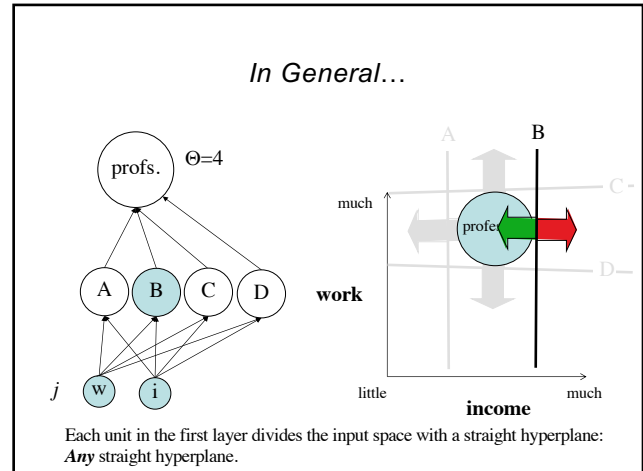 In General…
profs.
Θ=4
A
B
C
D
w
i
j
A
B
C
D
much
profe
work
little
much
income
Each unit in the first layer divides the input space with a straight hyperplane:
Any straight hyperplane.